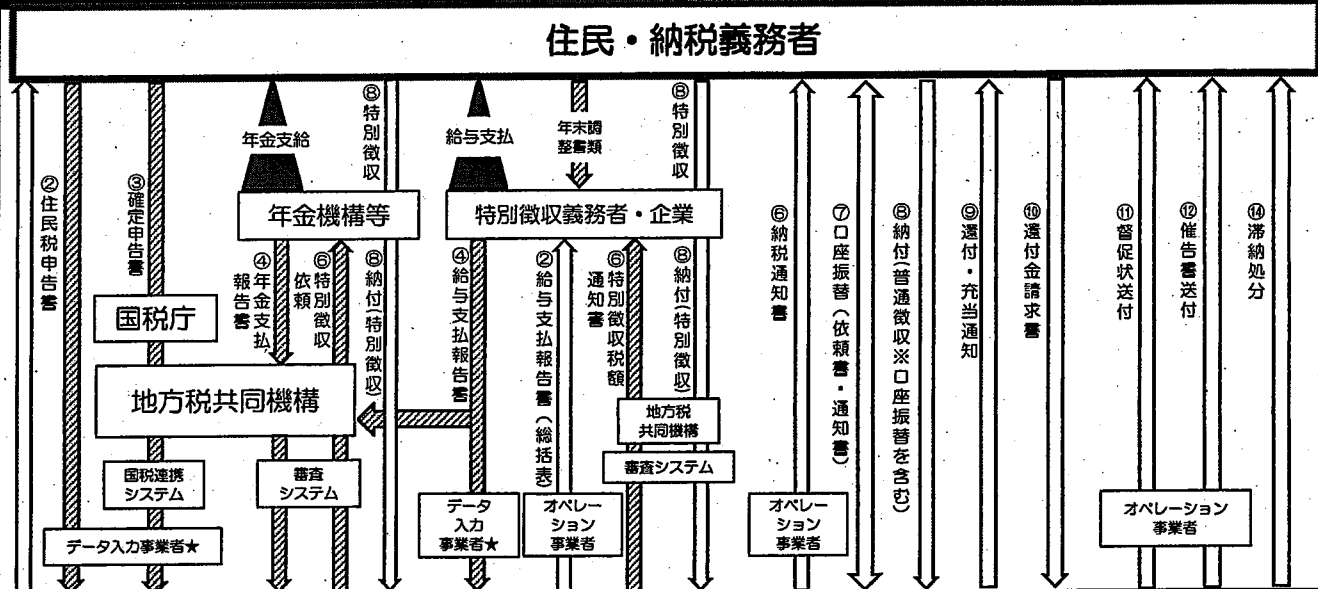 住民・納税義務者
②住民税申告書
③確定申告書
年金支給
⑧特別徴収
給与支払
年末調
整書類
⑧特別徴収
年金機構等
特別徴収義務者・企業
④年金支払
報告書
⑥特別徴収
依頼
⑧納付(特別徴収)
④給与支払報告書
②給与支払報告書(総括表)
⑥特別徴収税額
通知書
⑧納付(特別徴収)
⑥納税通知書
⑦口座振替(依頼書・通知書)
⑧納付(普通徴収※口座振替を含む)
⑨還付・充当通知
⑩還付金請求書
⑪督促状送付
⑫催告書送付
⑭滞納処分
国税庁
地方税共同機構
地方税
共同機構
国税連携
システム
審査
システム
審査システム
データ入力事業者★
データ
入力
事業者★
オペレー
ション
事業者
オペレー
ション
事業者
オペレーション
事業者